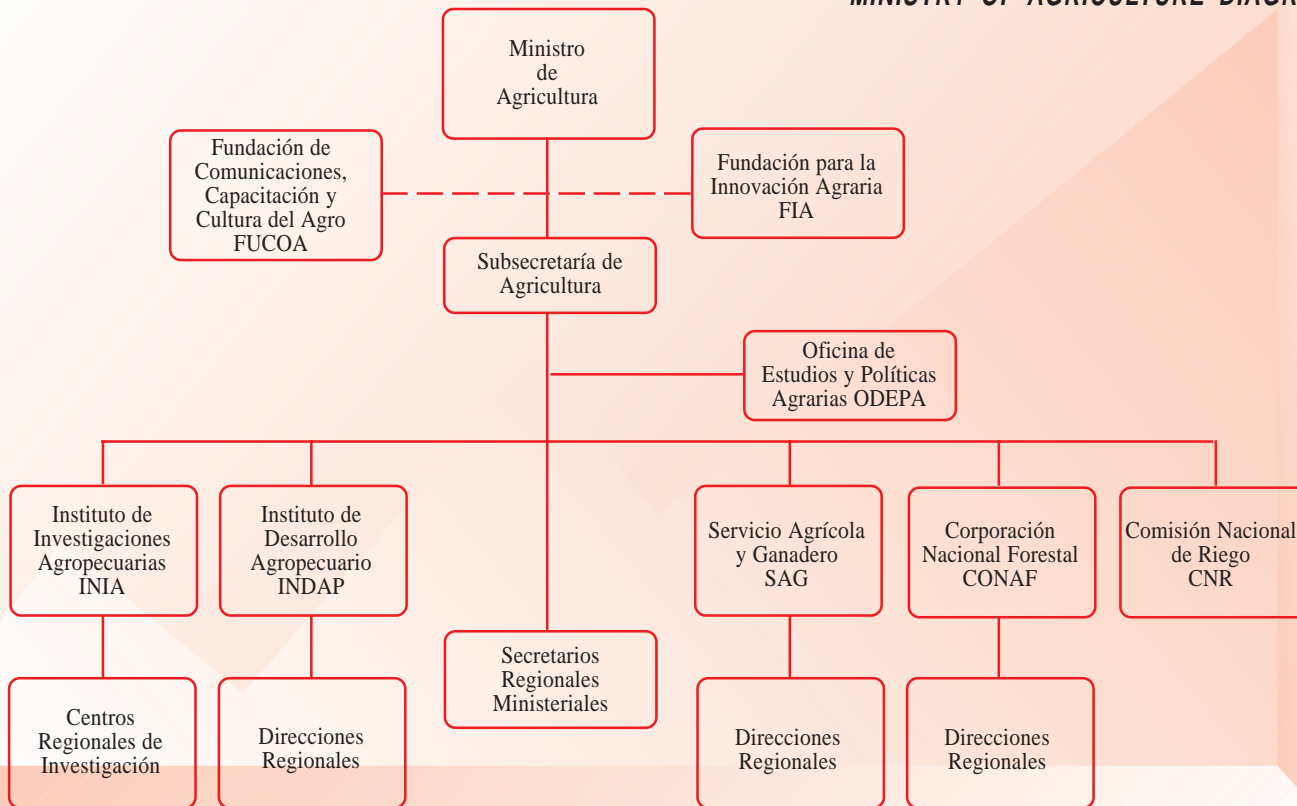 MINISTRY OF AGRICULTURE
Ministro
de
Agricultura
Fundación de
Comunicaciones,
Capacitación y
Cultura del Agro
FUCOA
Fundación para la
Innovación Agraria
FIA
Subsecretaría de
Agricultura
Oficina de
Estudios y Políticas
Agrarias ODEPA
Instituto de
Investigaciones
Agropecuarias
INIA
Instituto de
Desarrollo
Agropecuario
INDAP
Servicio Agrícola
y Ganadero
SAG
Corporación
Nacional Forestal
CONAF
Comisión Nacional
de Riego
CNR
Secretarios
Regionales
Ministeriales
Centros
Regionales de
Investigación
Direcciones
Regionales
Direcciones
Regionales
Direcciones
Regionales